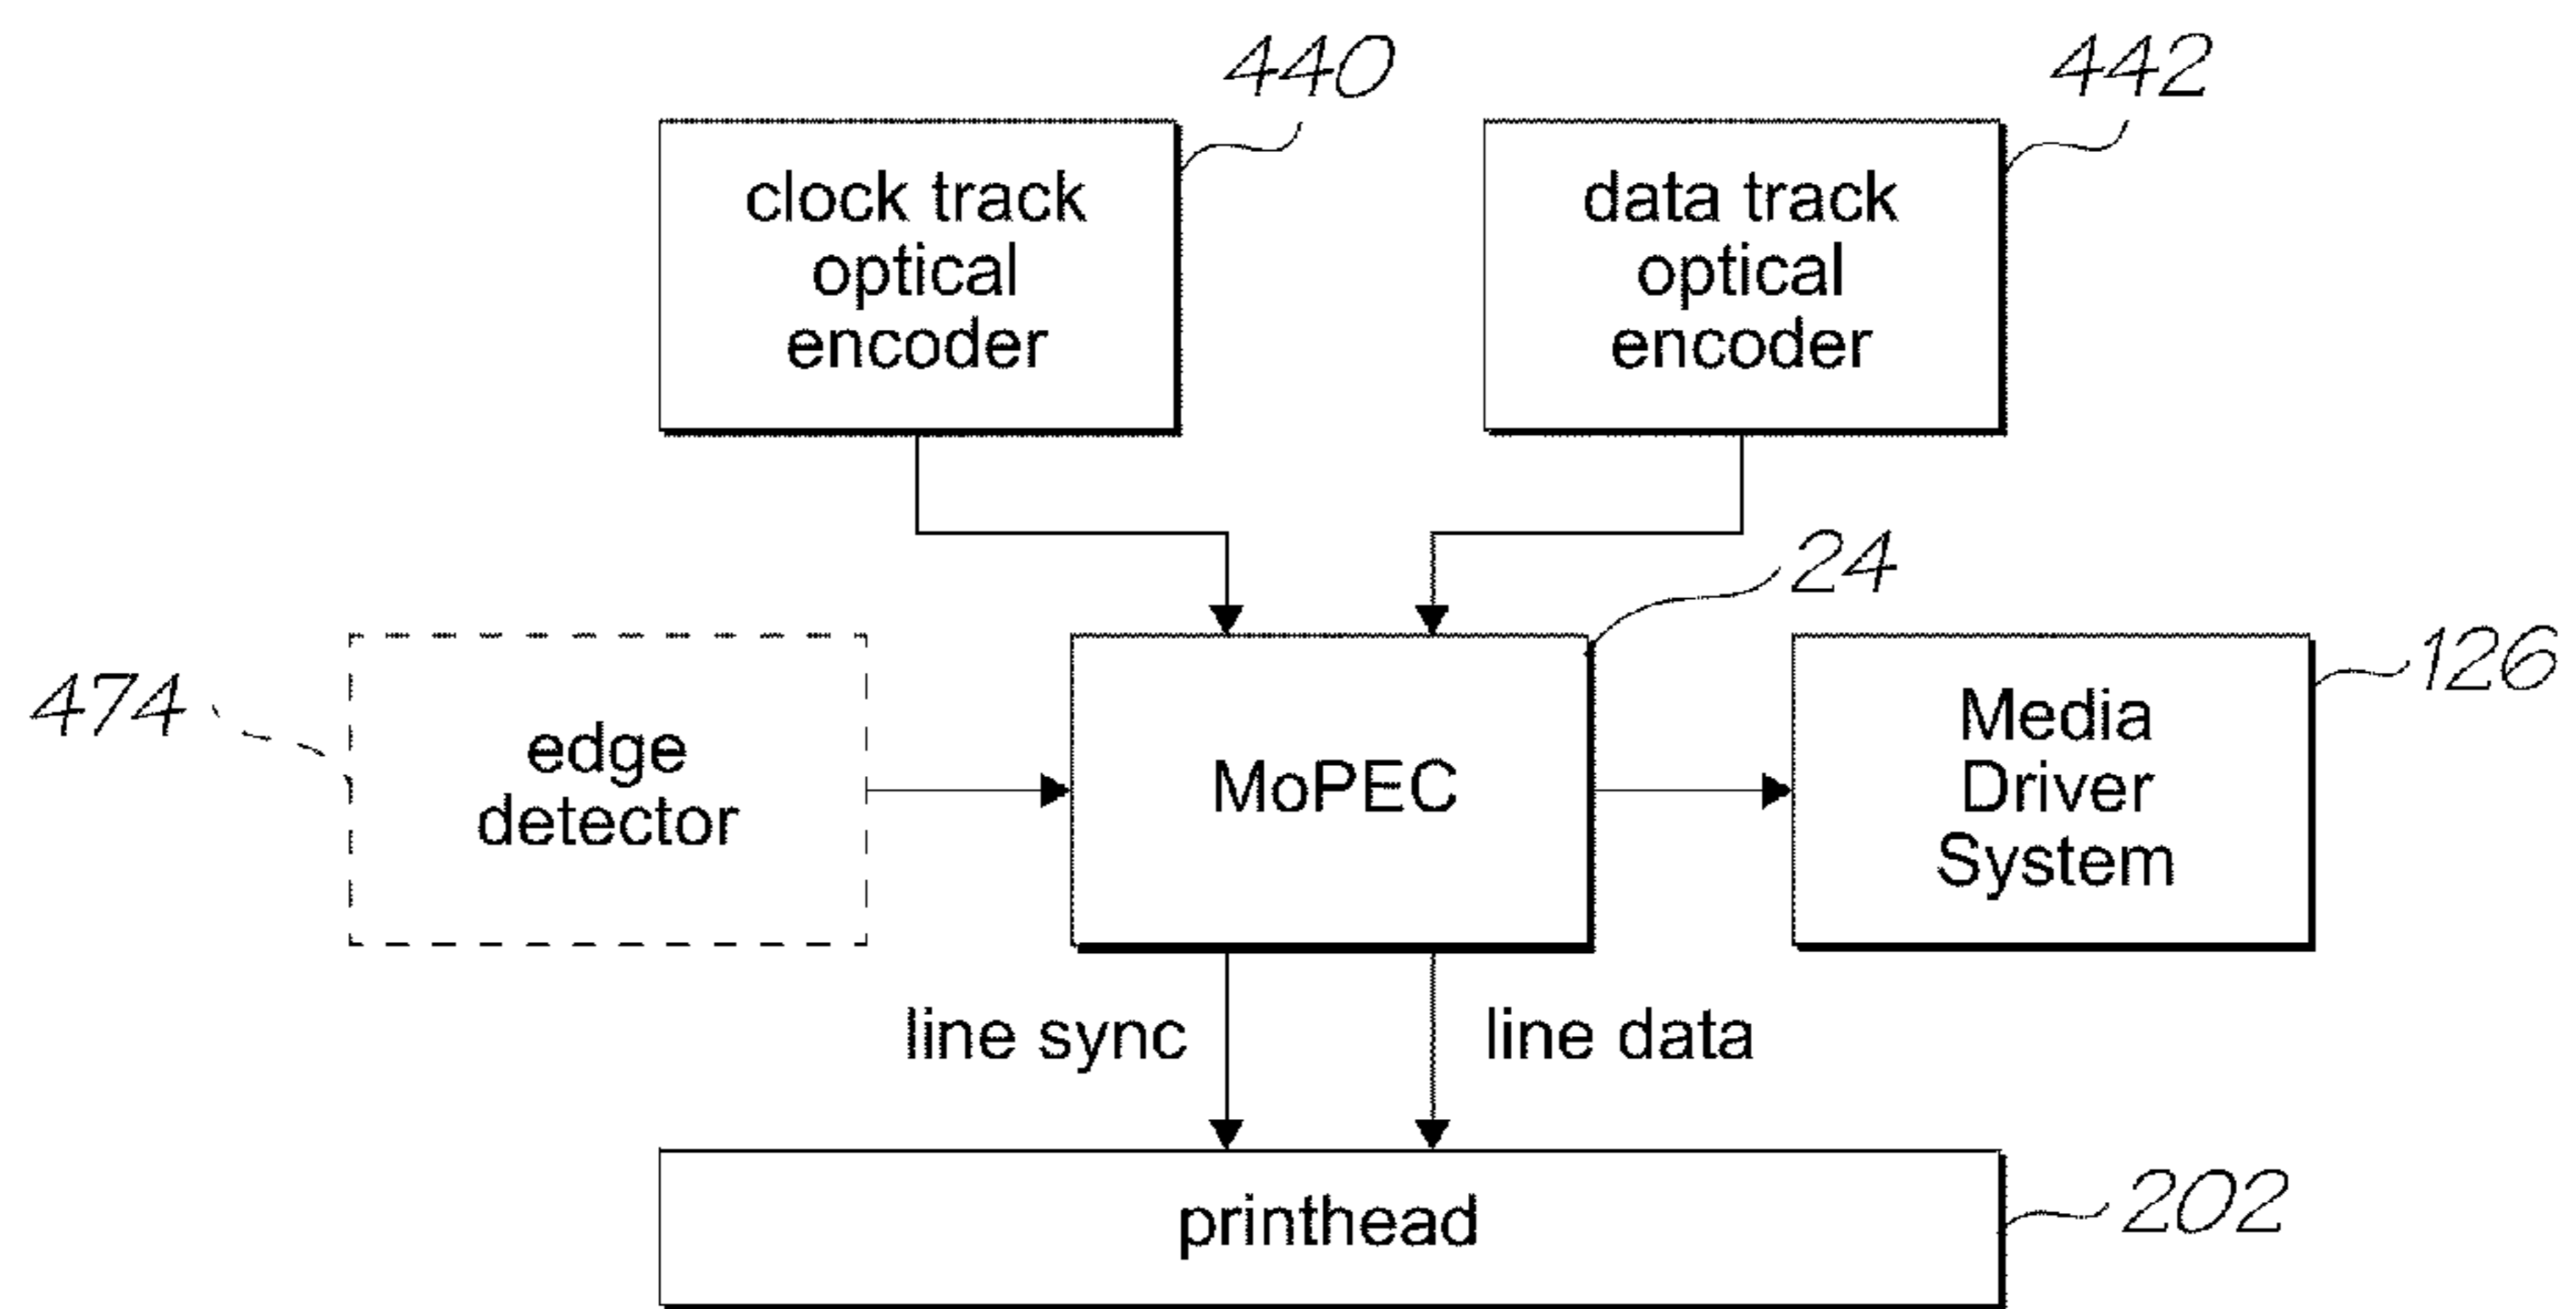 440
442
clock track
optical
encoder
data track
optical
encoder
24
474
edge
detector
MoPEC
Media
Driver
System
126
line sync
line data
printhead
202